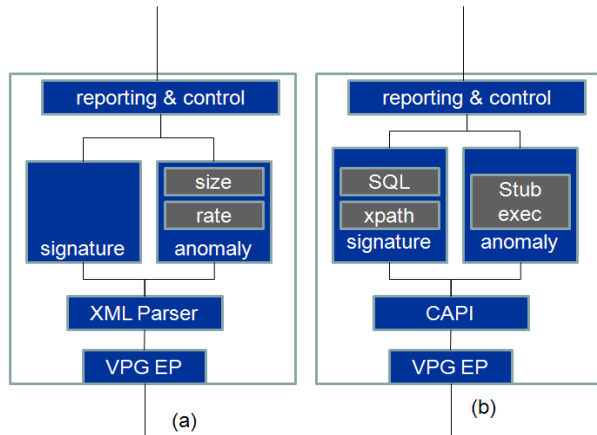 reporting & control
size
rate
signature
anomaly
XML Parser
VPG EP
(a)
reporting & control
SQL
xpath
signature
Stub
exec
anomaly
CAPI
VPG EP
(b)